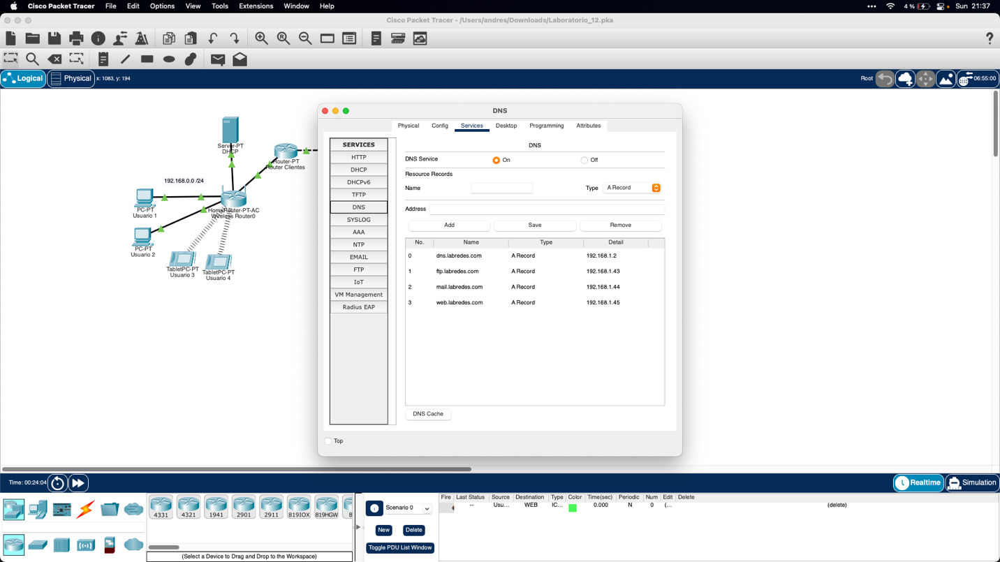 Cisco Packet Tracer File Edit Options View Tools Extensions Window Help
4 % Sun 21:37
Cisco Packet Tracer - /Users/andres/Downloads/Laboratorio_12.pka
Logical Physical x: 1083, y: 194
Root 06:55:00
Server-PT
DHCP
Router-PT
Router Clientes
192.168.0.0 /24
PC-PT
Usuario 1
HomeRouter-PT-AC
Wireless Router0
PC-PT
Usuario 2
TabletPC-PT
Usuario 3
TabletPC-PT
Usuario 4
DNS
Physical Config Services Desktop Programming Attributes
SERVICES
HTTP
DHCP
DHCPv6
TFTP
DNS
SYSLOG
AAA
NTP
EMAIL
FTP
IoT
VM Management
Radius EAP
DNS
DNS Service On Off
Resource Records
Name Type A Record
Address
Add Save Remove
No. Name Type Detail
0 dns.labredes.com A Record 192.168.1.2
1 ftp.labredes.com A Record 192.168.1.43
2 mail.labredes.com A Record 192.168.1.44
3 web.labredes.com A Record 192.168.1.45
DNS Cache
Top
Time: 00:24:04
Realtime Simulation
4331 4321 1941 2901 2911 819IOX 819HGW 8
(Select a Device to Drag and Drop to the Workspace)
Scenario 0
New Delete
Toggle PDU List Window
Fire Last Status Source Destination Type Color Time(sec) Periodic Num Edit Delete
-- Usu... WEB IC... 0.000 N 0 (... (delete)